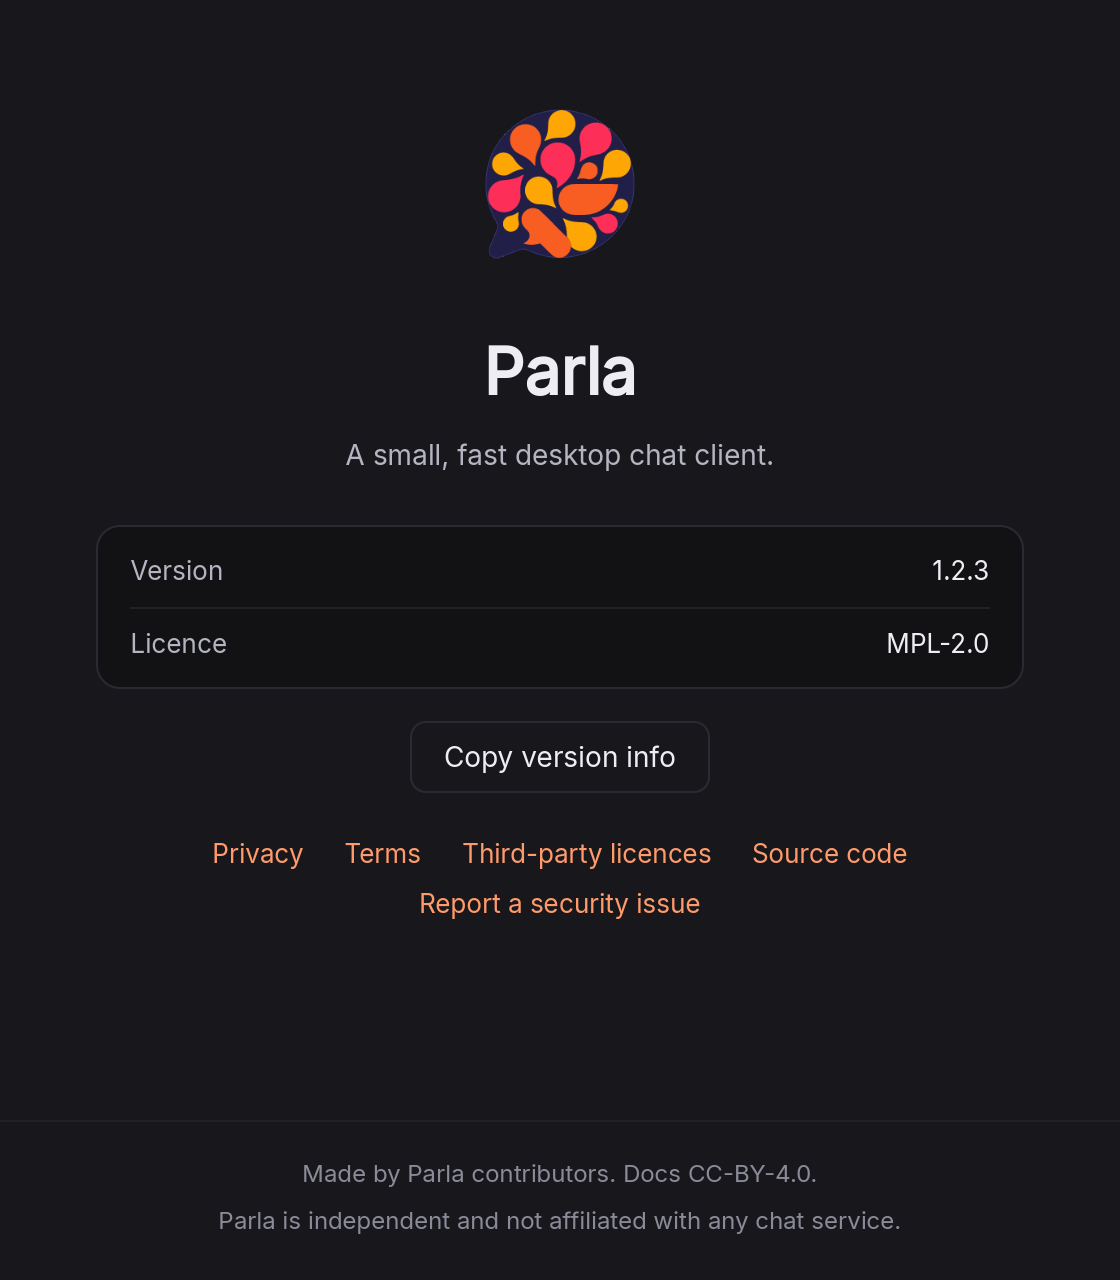 Parla
A small, fast desktop chat client.
Version 1.2.3
Licence MPL-2.0
Copy version info
Privacy Terms Third-party licences Source code
Report a security issue
Made by Parla contributors. Docs CC-BY-4.0.
Parla is independent and not affiliated with any chat service.